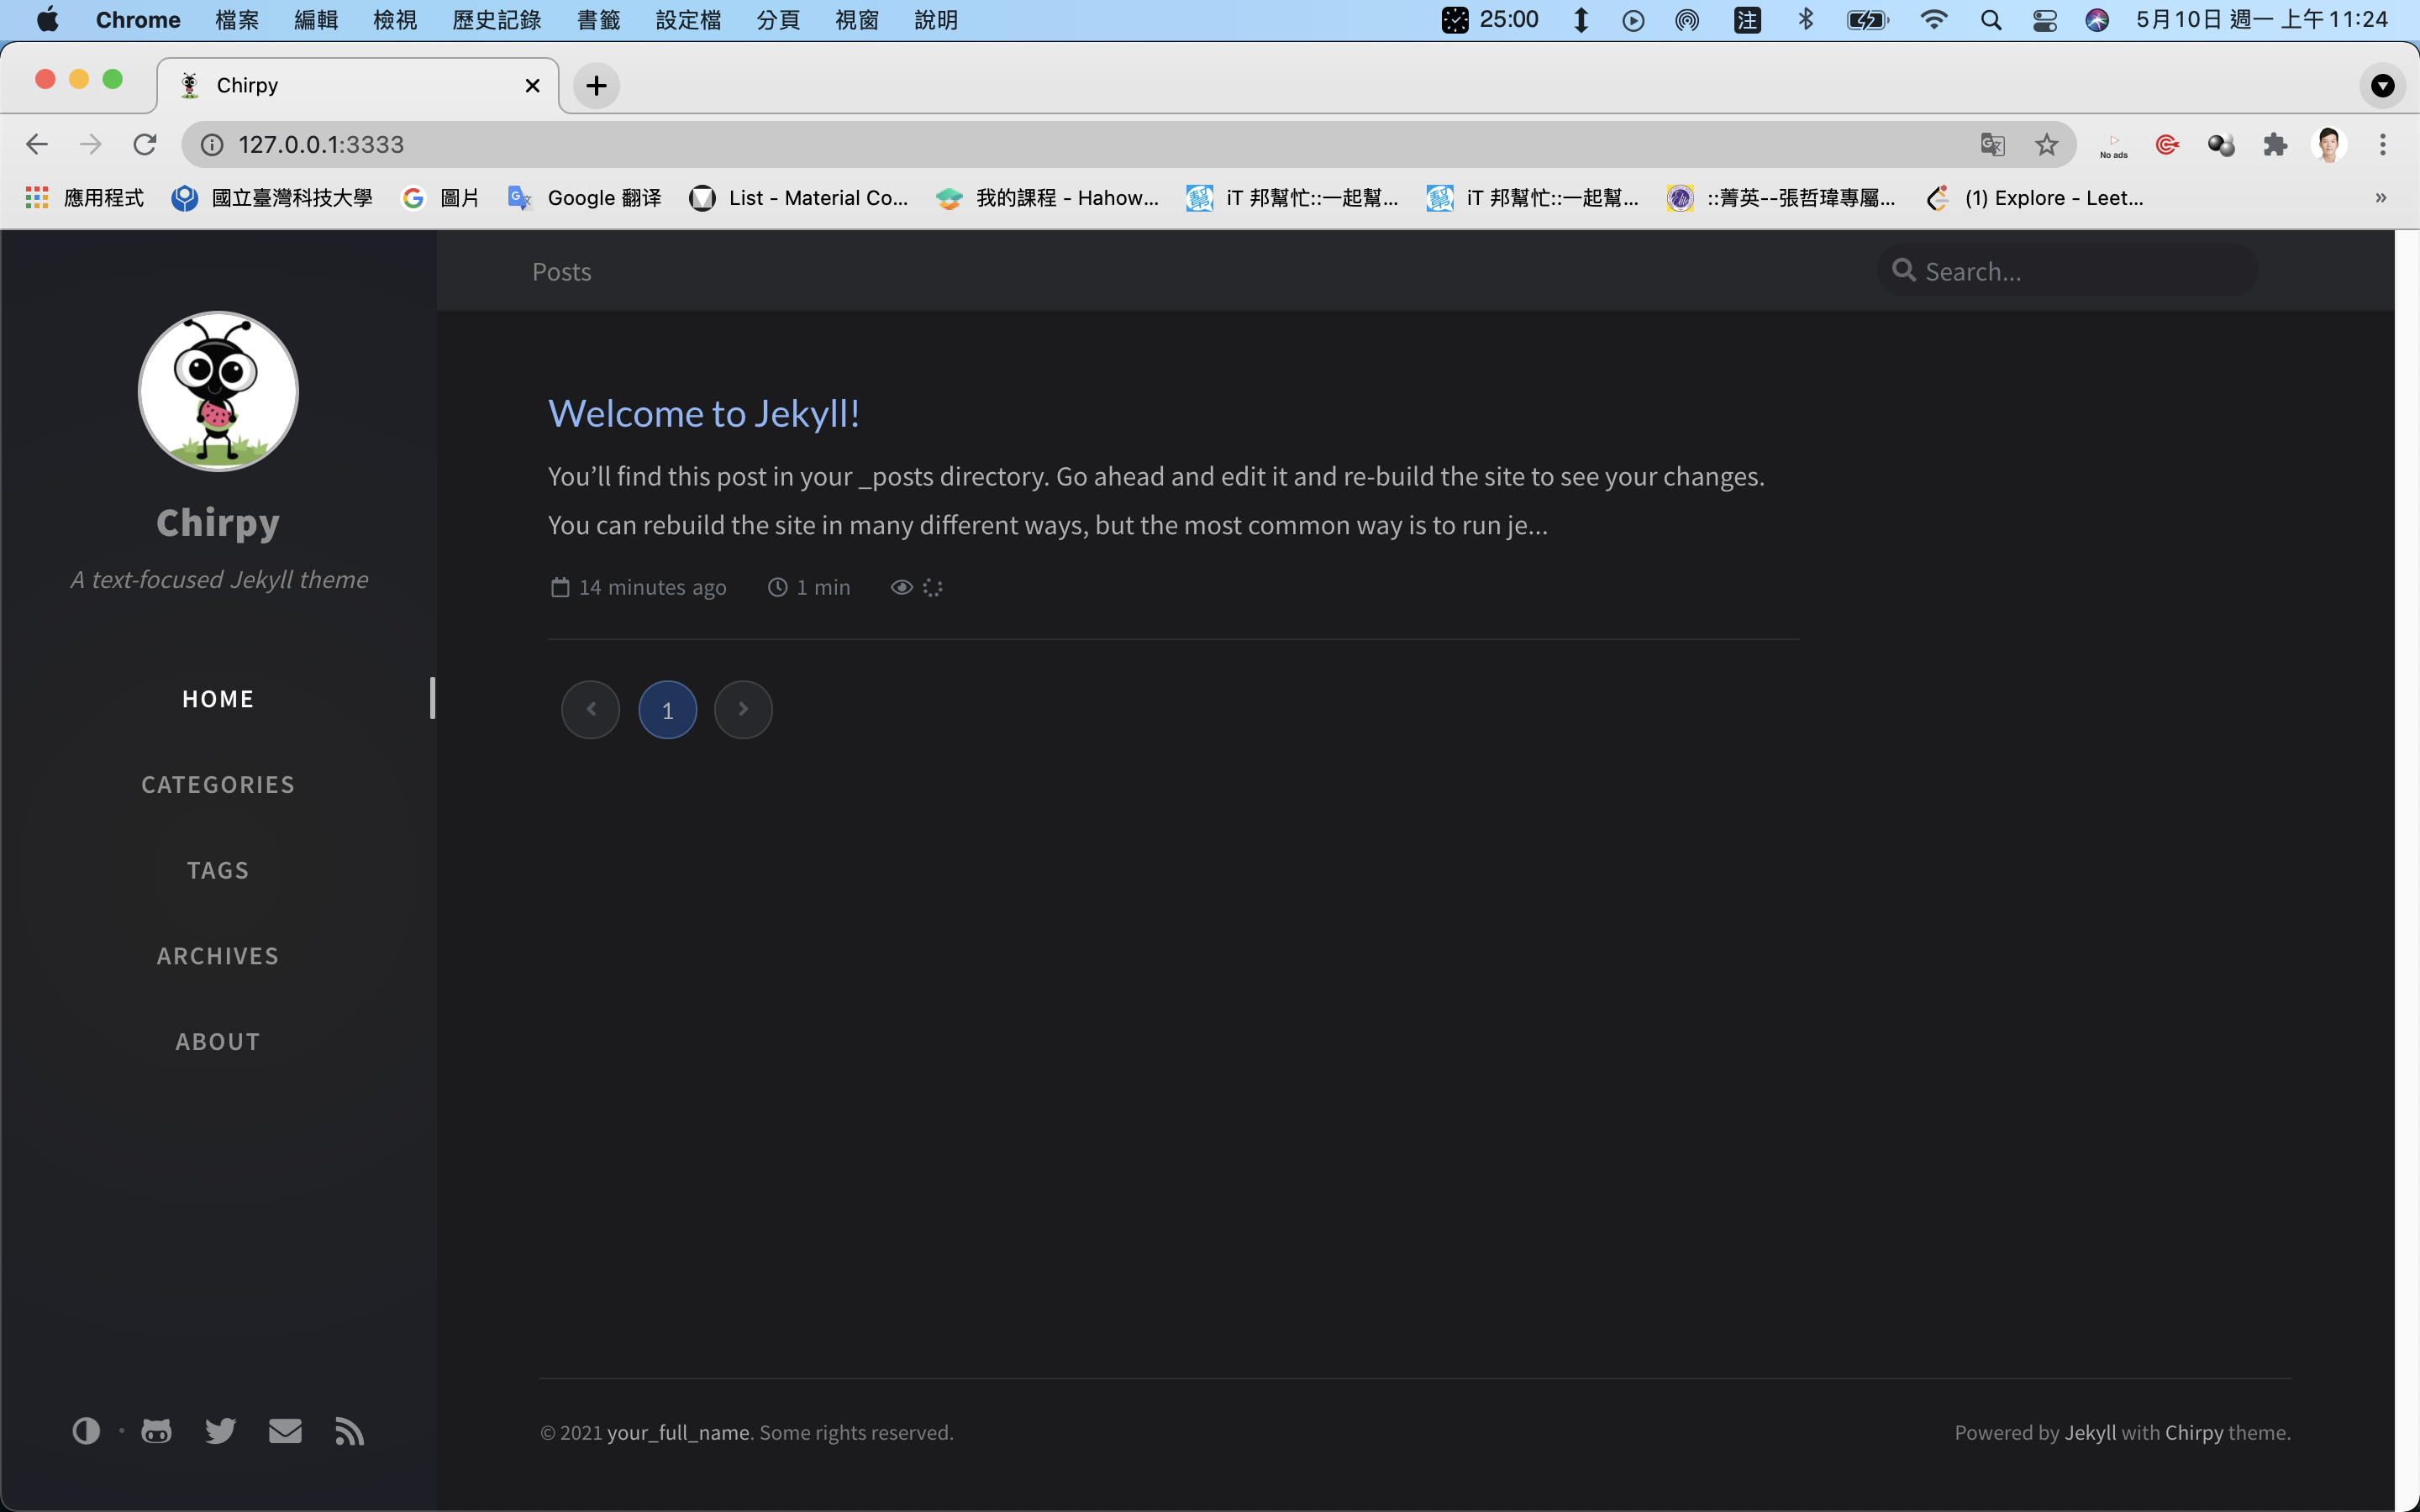 Chrome 檔案 編輯 檢視 歷史記錄 書籤 設定檔 分頁 視窗 說明 25:00 注 5月10日 週一 上午11:24
Chirpy
127.0.0.1:3333 No ads
應用程式 國立臺灣科技大學 圖片 Google 翻译 List - Material Co... 我的課程 - Hahow... iT 邦幫忙::一起幫... iT 邦幫忙::一起幫... ::菁英--張哲瑋專屬... (1) Explore - Leet... »
Posts Search...
Chirpy
A text-focused Jekyll theme
HOME
CATEGORIES
TAGS
ARCHIVES
ABOUT
Welcome to Jekyll!
You’ll find this post in your _posts directory. Go ahead and edit it and re-build the site to see your changes.
You can rebuild the site in many different ways, but the most common way is to run je...
14 minutes ago 1 min
1
© 2021 your_full_name. Some rights reserved. Powered by Jekyll with Chirpy theme.